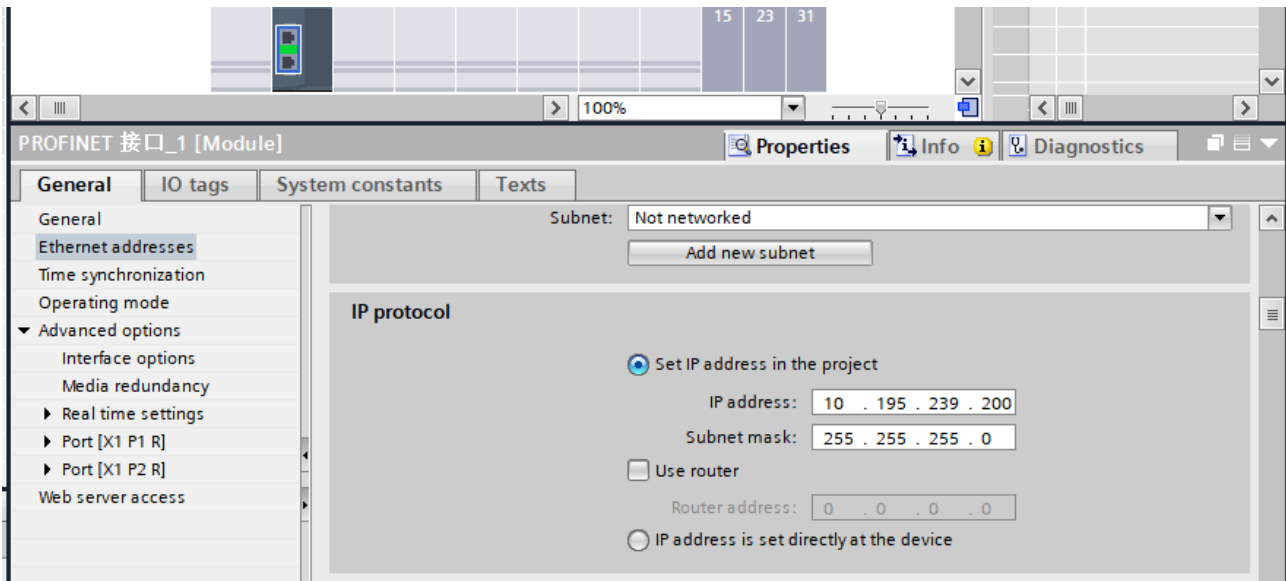 15 23 31
100%
PROFINET 接口_1 [Module]
Properties
Info
Diagnostics
General
IO tags
System constants
Texts
General
Ethernet addresses
Time synchronization
Operating mode
Advanced options
Interface options
Media redundancy
Real time settings
Port [X1 P1 R]
Port [X1 P2 R]
Web server access
Subnet: Not networked
Add new subnet
IP protocol
Set IP address in the project
IP address: 10 . 195 . 239 . 200
Subnet mask: 255 . 255 . 255 . 0
Use router
Router address: 0 . 0 . 0 . 0
IP address is set directly at the device